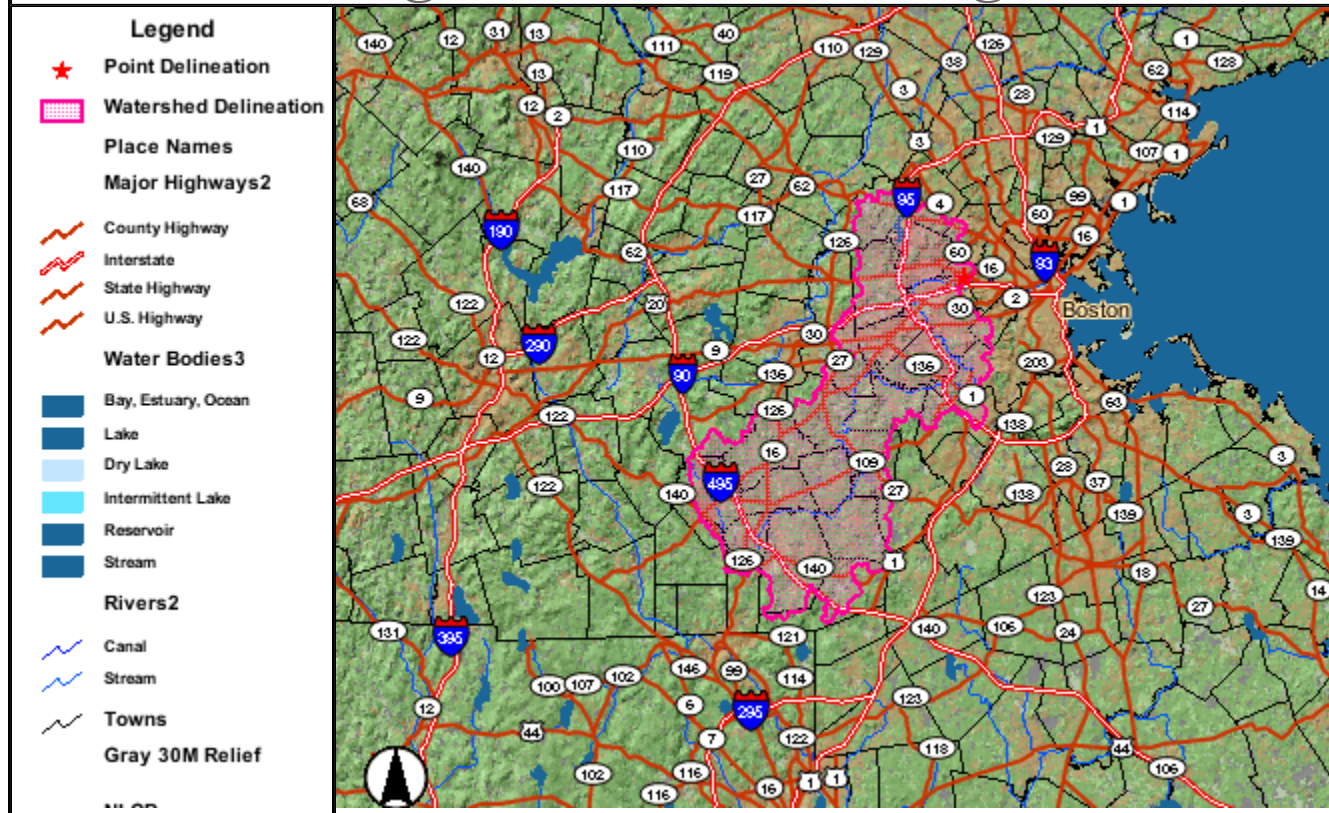 Legend
Point Delineation
Watershed Delineation
Place Names
Major Highways2
County Highway
Interstate
State Highway
U.S. Highway
Water Bodies3
Bay, Estuary, Ocean
Lake
Dry Lake
Intermittent Lake
Reservoir
Stream
Rivers2
Canal
Stream
Towns
Gray 30M Relief
140 12 31 13 111 40 110 129 38 126 1
13 119 3 28 62 128
12 2 114
110 3 129 1
140 107 1
117 27 62
68 117 95 4 60 99 1
190 126 16
62 60 16 93
122 20 2
30 Boston
122 12 290 9 30
27 136 203
90 136
9 122 126 1 63
138
16
109 28 3
122 140 495 27 138 37
139 3
139
126 140 1 18
123 27 14
131 395 121 140 106 24
146 99
100 107 102 114
12 6 295 123
44 7 122 118 44
102 116 106
116 16 1 1